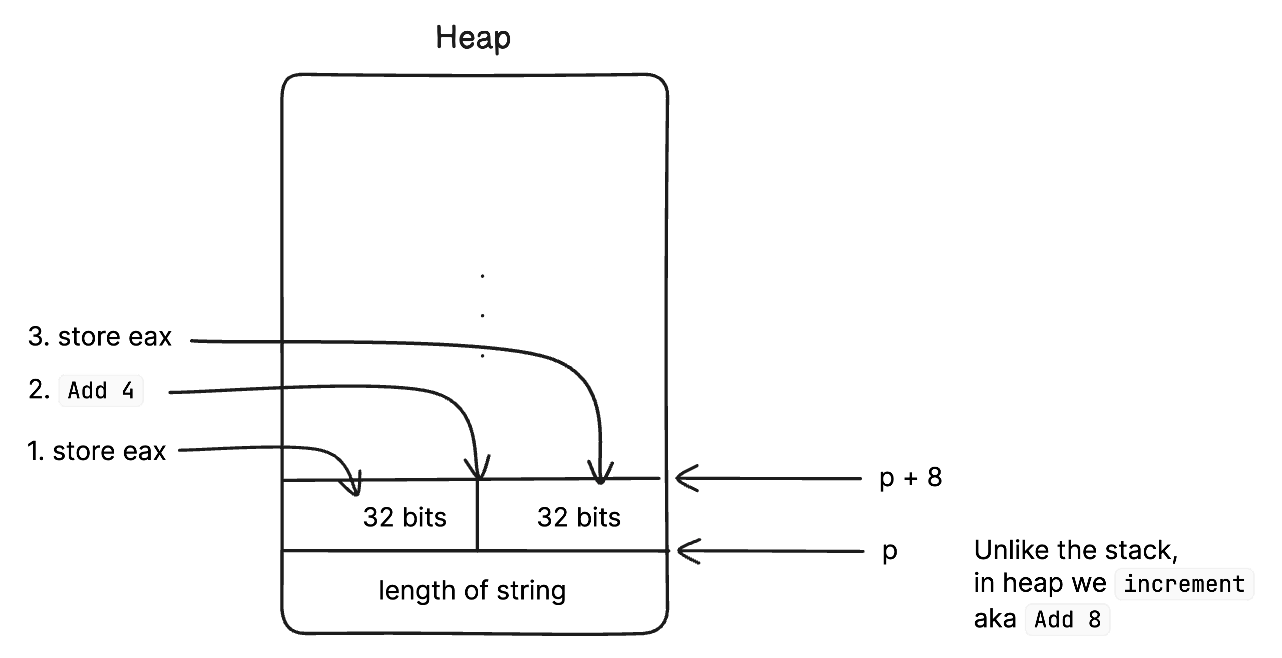 Heap
3. store eax
2. Add 4
1. store eax
32 bits
32 bits
p + 8
p
length of string
Unlike the stack,
in heap we increment
aka Add 8